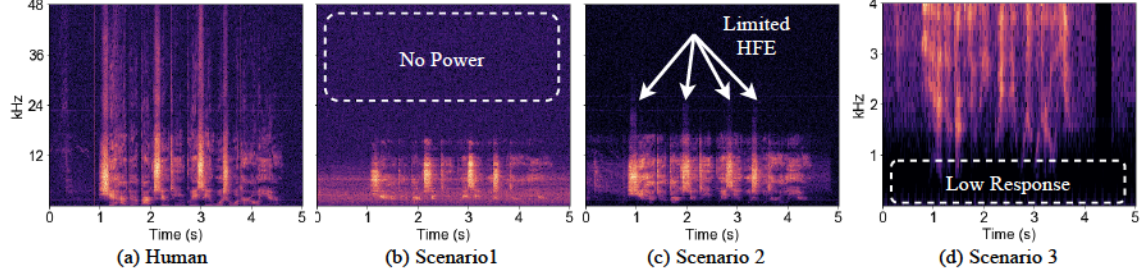 48
36
24
12
kHz
0 1 2 3 4 5
Time (s)
(a) Human
No Power
1 2 3 4 5
Time (s)
(b) Scenario1
Limited
HFE
0 1 2 3 4 5
Time (s)
(c) Scenario 2
4
3
2
1
kHz
Low Response
0 1 2 3 4 5
Time (s)
(d) Scenario 3